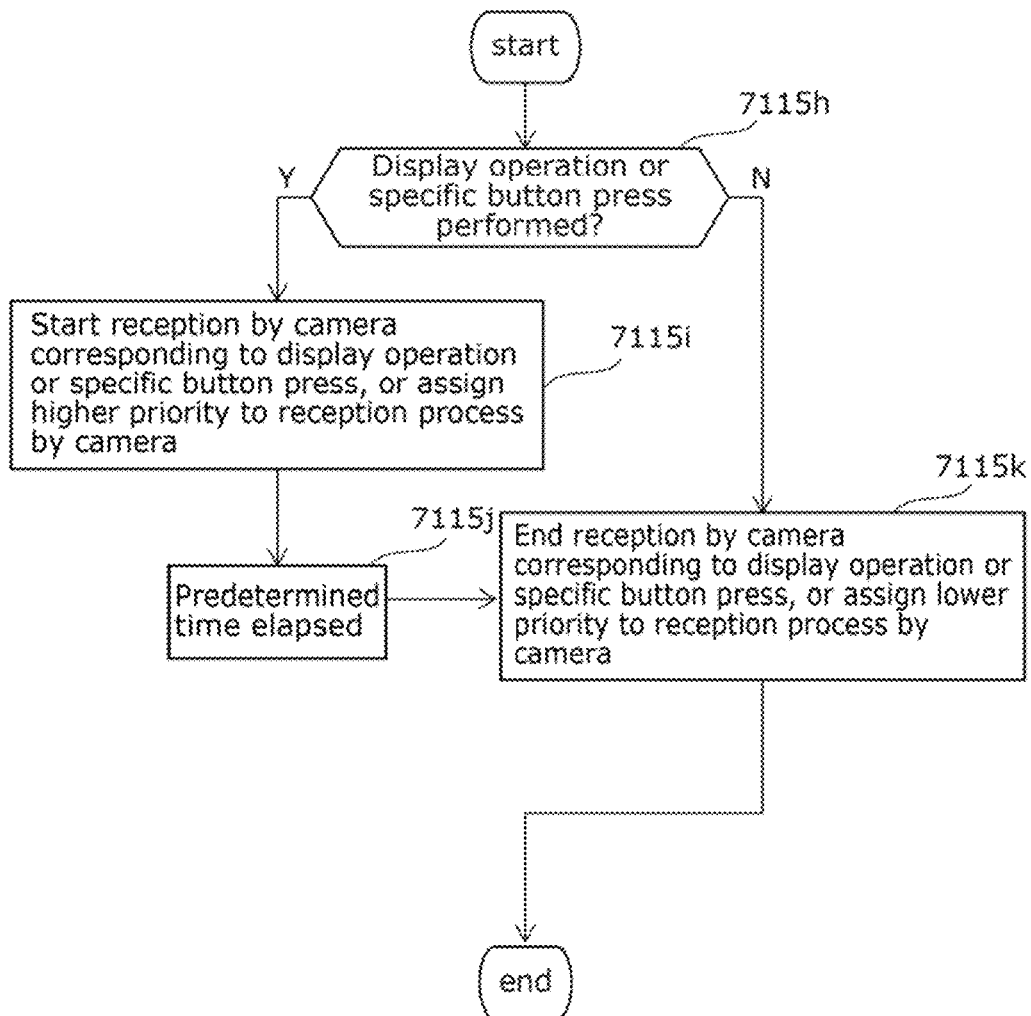 start
7115h
Display operation or
specific button press
performed?
Y
N
Start reception by camera
corresponding to display operation
or specific button press, or assign
higher priority to reception process
by camera
7115i
7115j
Predetermined
time elapsed
7115k
End reception by camera
corresponding to display operation or
specific button press, or assign lower
priority to reception process by
camera
end